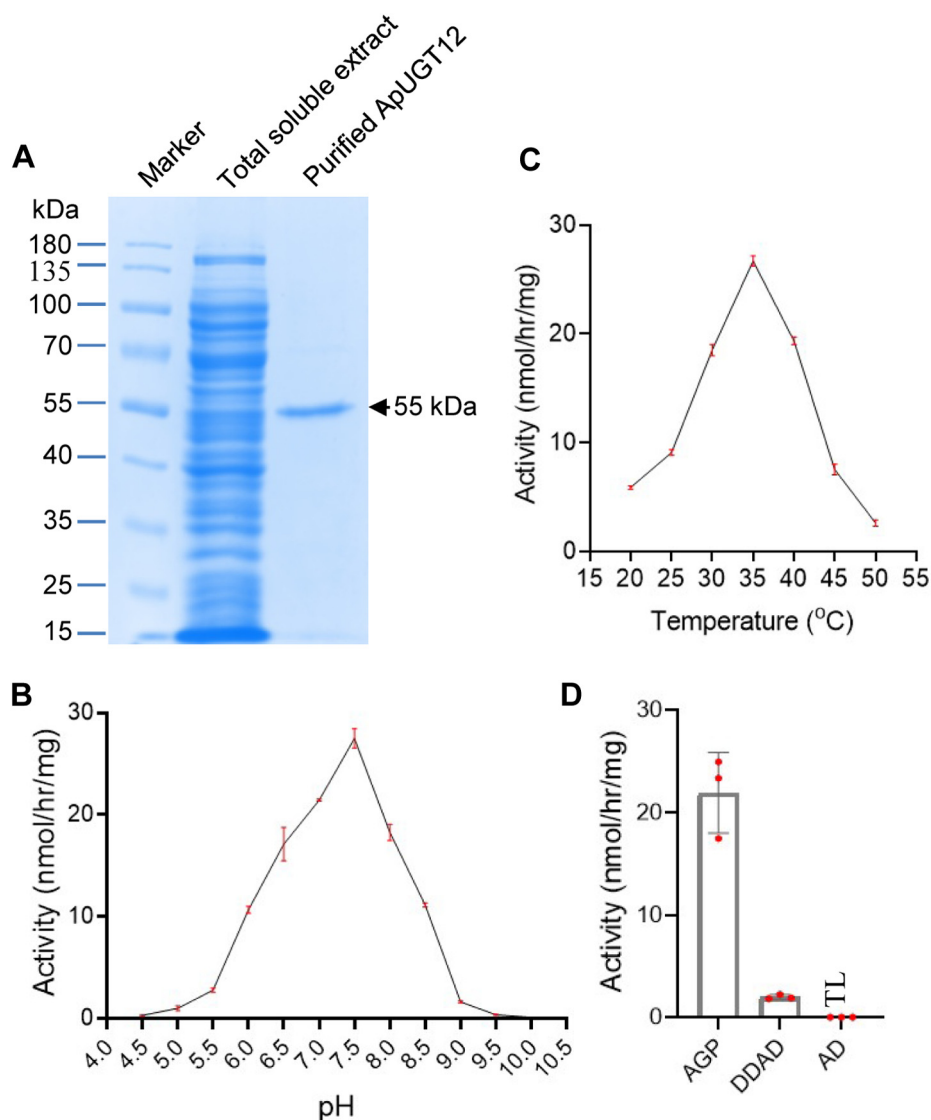 A
Marker
Total soluble extract
Purified ApUGT12
kDa
180
135
100
70
55
40
35
25
15
55 kDa
C
Activity (nmol/hr/mg)
30
20
10
0
15 20 25 30 35 40 45 50 55
Temperature (°C)
B
Activity (nmol/hr/mg)
30
20
10
0
4.0 4.5 5.0 5.5 6.0 6.5 7.0 7.5 8.0 8.5 9.0 9.5 10.0 10.5
pH
D
Activity (nmol/hr/mg)
30
20
10
0
TL
AGP DDAD AD